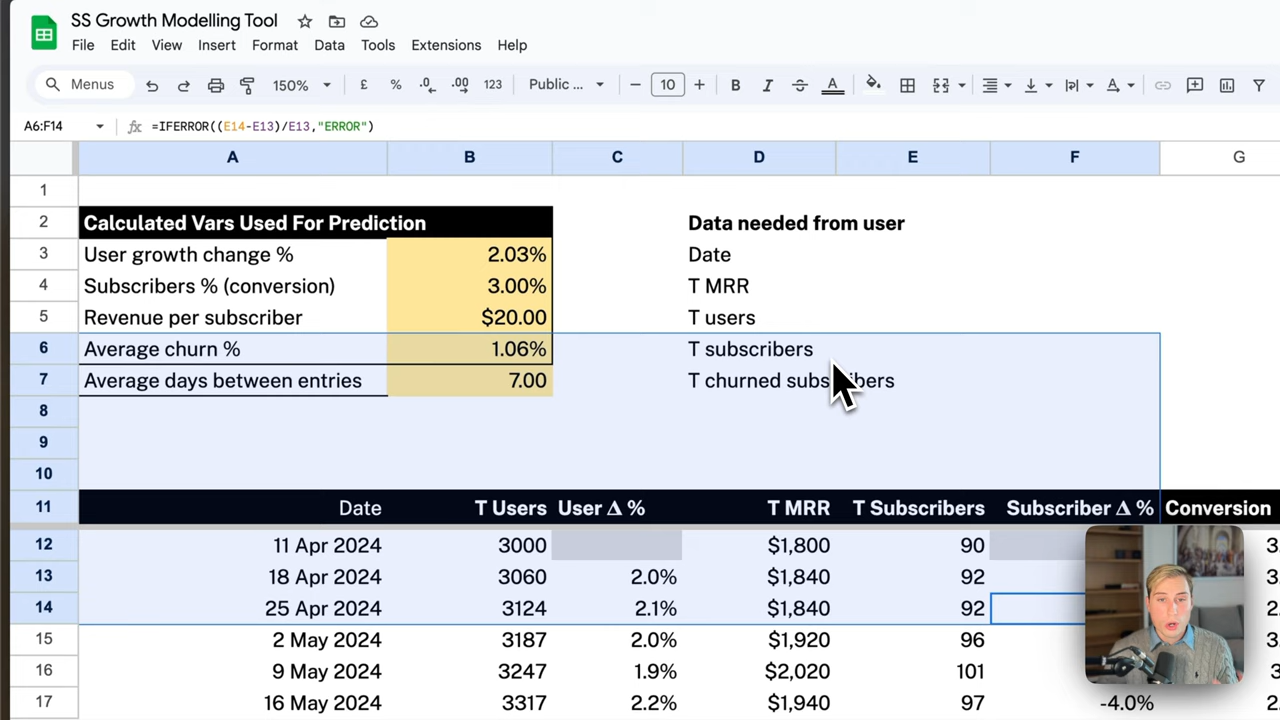 SS Growth Modelling Tool
File Edit View Insert Format Data Tools Extensions Help
Menus 150% £ % .0 .00 123 Public ... 10 B I A
A6:F14 fx =IFERROR((E14-E13)/E13,"ERROR")
A B C D E F G
1
2 Calculated Vars Used For Prediction Data needed from user
3 User growth change % 2.03% Date
4 Subscribers % (conversion) 3.00% T MRR
5 Revenue per subscriber $20.00 T users
6 Average churn % 1.06% T subscribers
7 Average days between entries 7.00 T churned subscribers
8
9
10
11 Date T Users User Δ % T MRR T Subscribers Subscriber Δ % Conversion
12 11 Apr 2024 3000 $1,800 90 3.
13 18 Apr 2024 3060 2.0% $1,840 92 3.
14 25 Apr 2024 3124 2.1% $1,840 92 2.
15 2 May 2024 3187 2.0% $1,920 96 3.
16 9 May 2024 3247 1.9% $2,020 101 3
17 16 May 2024 3317 2.2% $1,940 97 -4.0% 2.